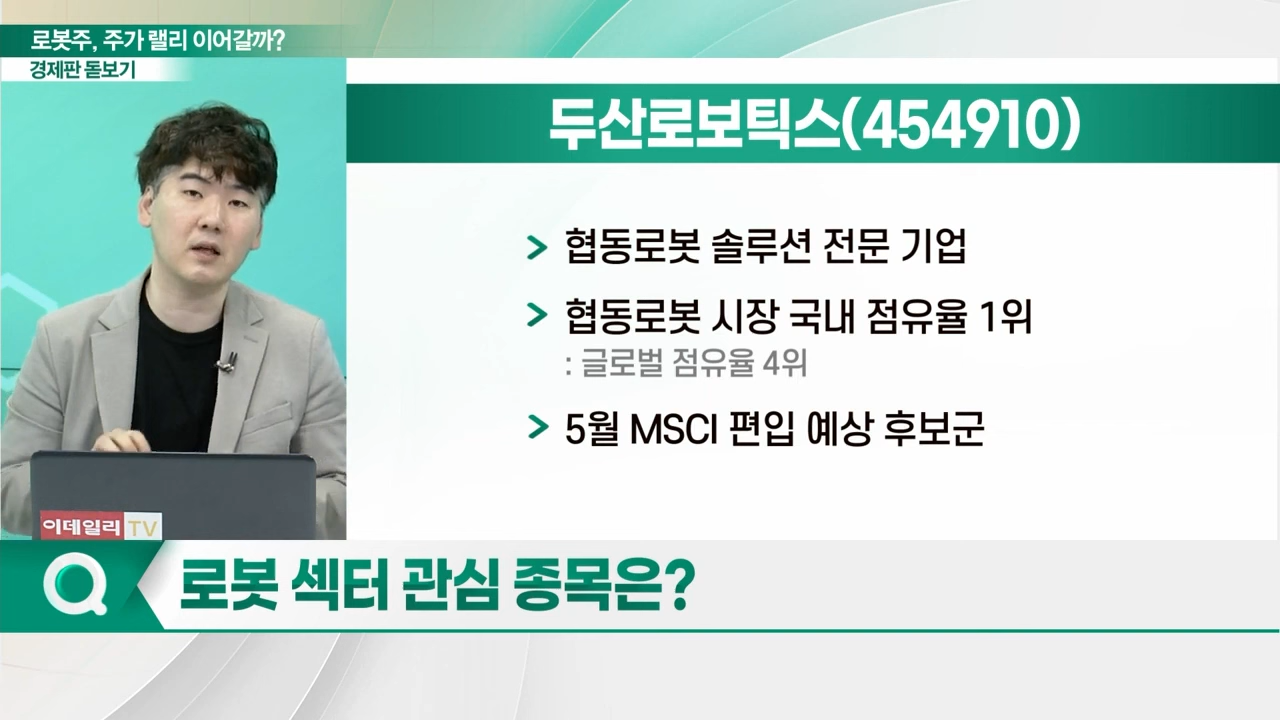 로봇주, 주가 랠리 이어갈까?
경제판 돋보기
두산로보틱스(454910)
협동로봇 솔루션 전문 기업
협동로봇 시장 국내 점유율 1위
: 글로벌 점유율 4위
5월 MSCI 편입 예상 후보군
이데일리 TV
Q 로봇 섹터 관심 종목은?